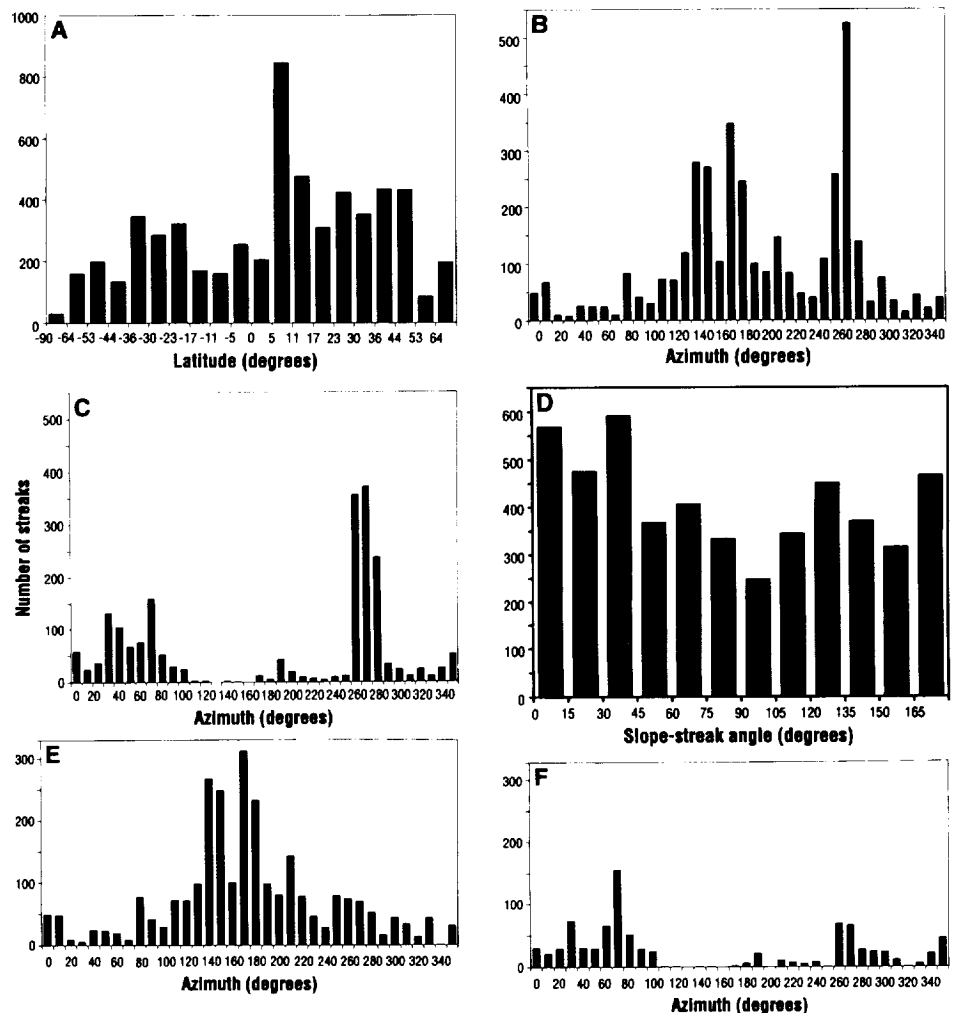 A
1000
800
600
400
200
0
-90 -64 -53 -44 -36 -30 -23 -17 -11 -5 0 5 11 17 23 30 36 44 53 64
Latitude (degrees)
B
500
400
300
200
100
0
0 20 40 60 80 100 120 140 160 180 200 220 240 260 280 300 320 340
Azimuth (degrees)
C
500
400
300
200
100
0
Number of streaks
0 20 40 60 80 100 120 140 160 180 200 220 240 260 280 300 320 340
Azimuth (degrees)
D
600
500
400
300
200
100
0
0 15 30 45 60 75 90 105 120 135 150 165
Slope-streak angle (degrees)
E
300
200
100
0
0 20 40 60 80 100 120 140 160 180 200 220 240 260 280 300 320 340
Azimuth (degrees)
F
300
200
100
0
0 20 40 60 80 100 120 140 160 180 200 220 240 260 280 300 320 340
Azimuth (degrees)